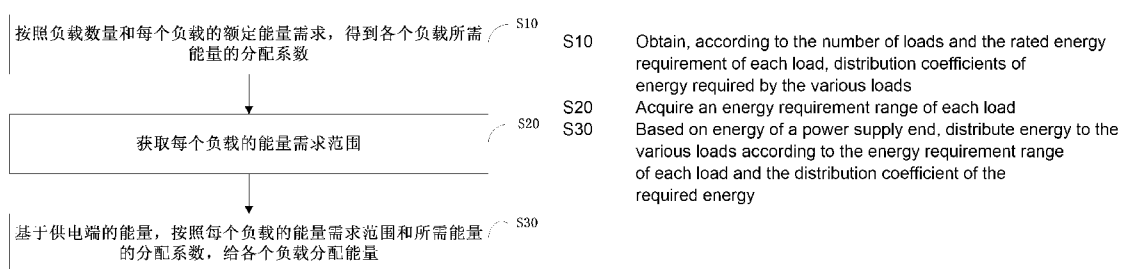 按照负载数量和每个负载的额定能量需求，得到各个负载所需
能量的分配系数
S10
获取每个负载的能量需求范围
S20
基于供电端的能量，按照每个负载的能量需求范围和所需能量
的分配系数，给各个负载分配能量
S30
S10 Obtain, according to the number of loads and the rated energy
requirement of each load, distribution coefficients of
energy required by the various loads
S20 Acquire an energy requirement range of each load
S30 Based on energy of a power supply end, distribute energy to the
various loads according to the energy requirement range
of each load and the distribution coefficient of the
required energy